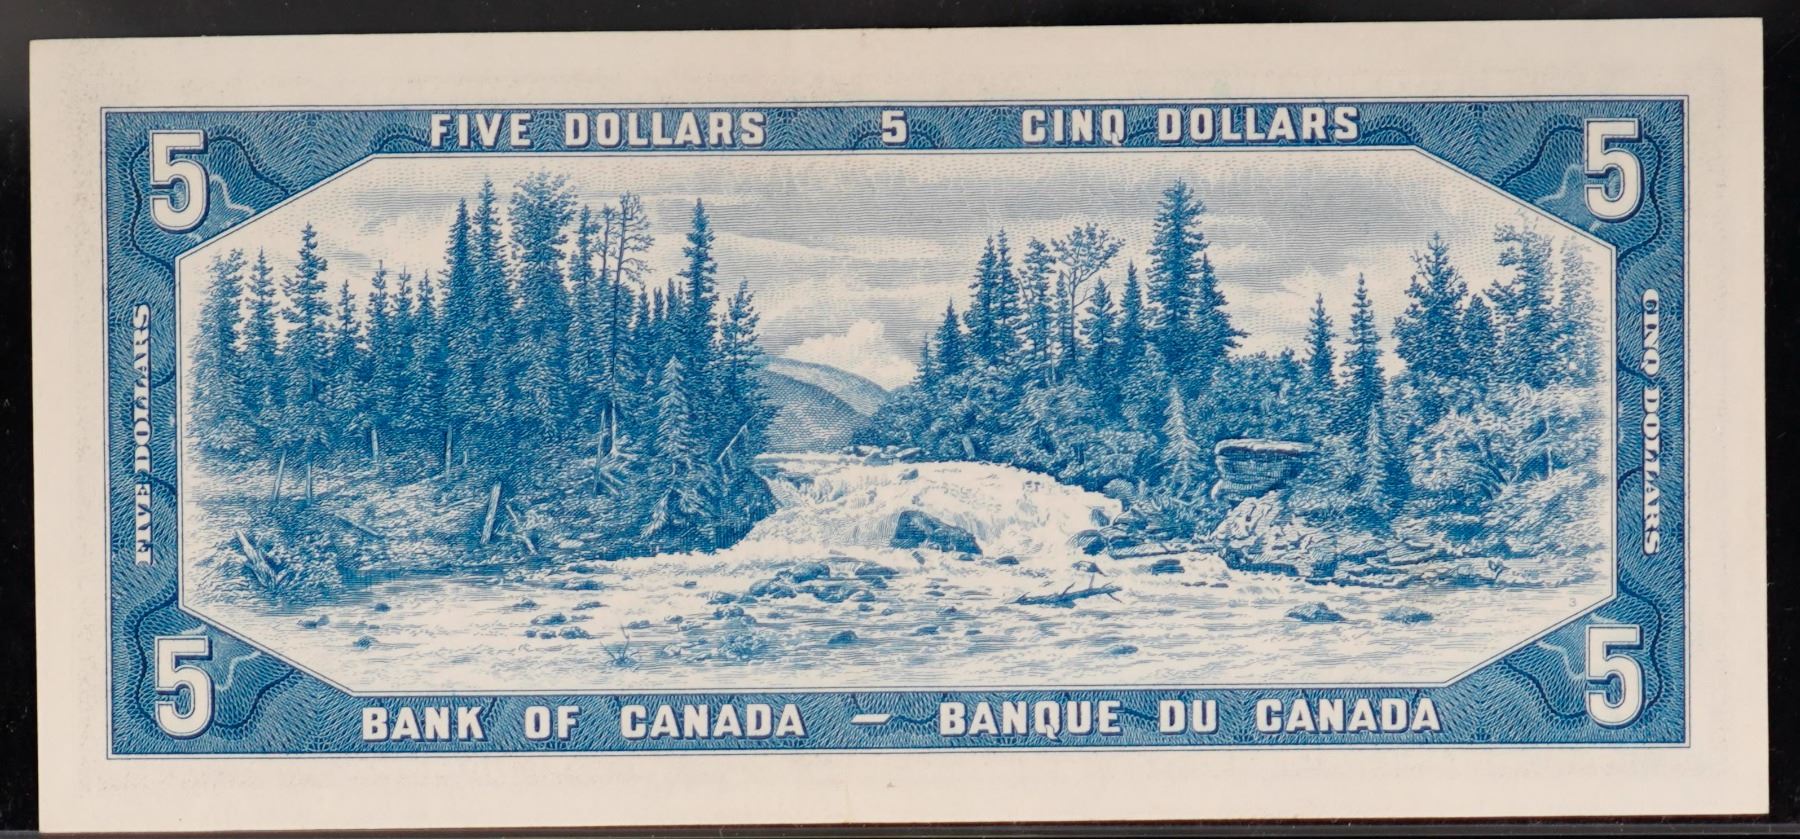 FIVE DOLLARS 5 CINQ DOLLARS
5 5
FIVE DOLLARS
CINQ DOLLARS
3
5 5
BANK OF CANADA – BANQUE DU CANADA